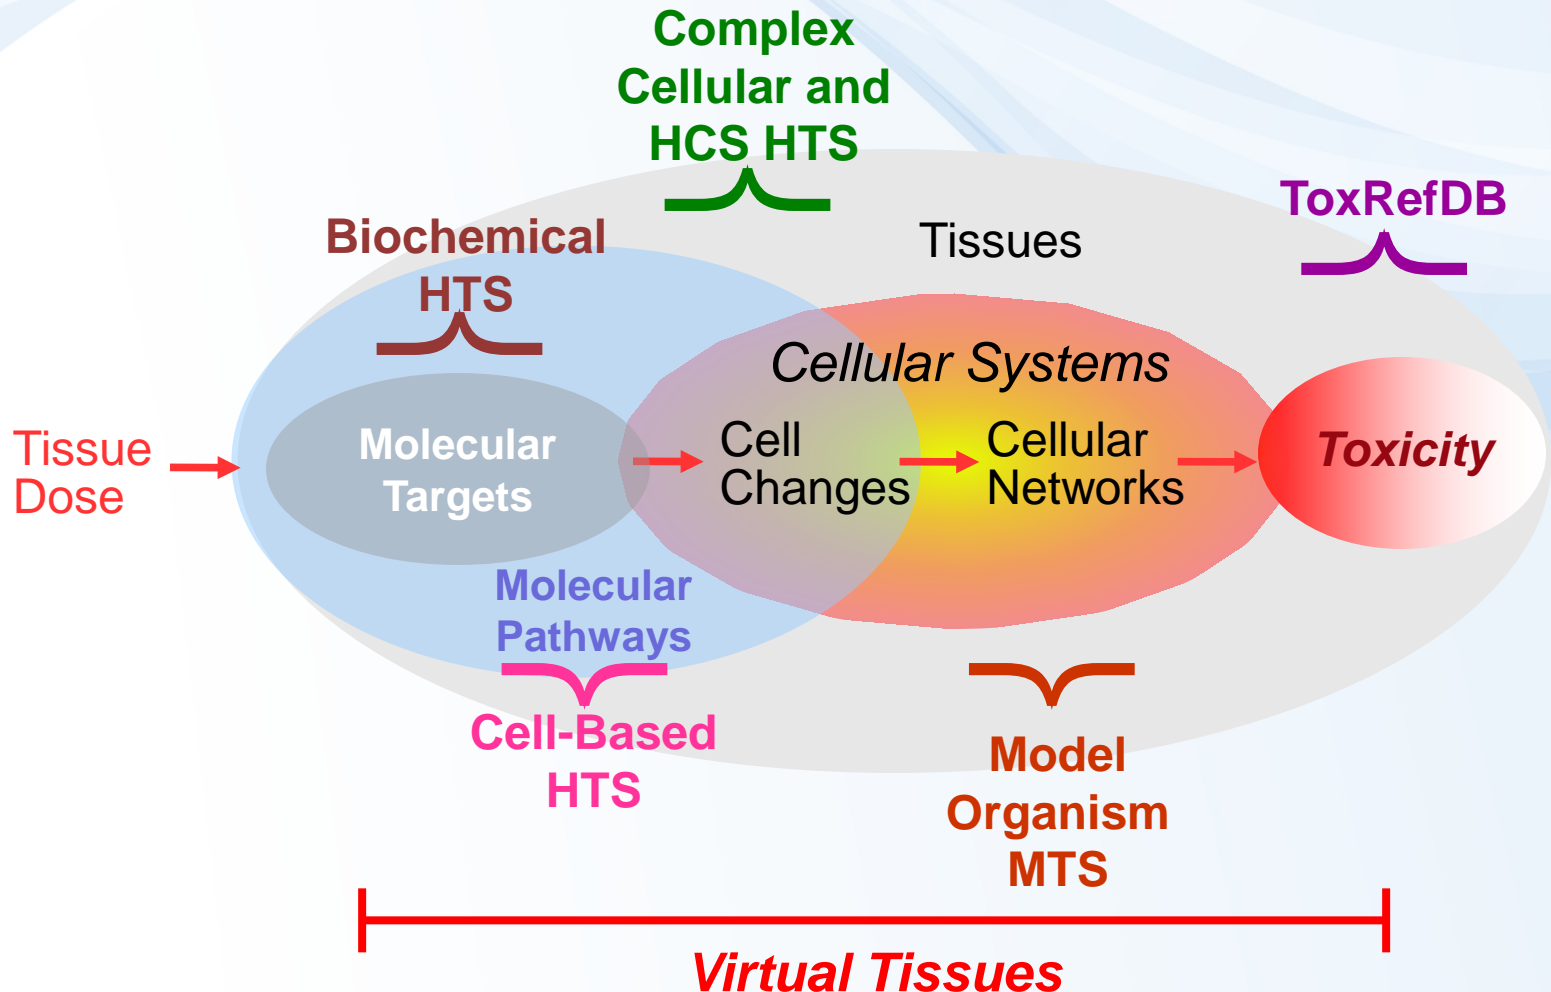 Complex
Cellular and
HCS HTS
ToxRefDB
Biochemical
HTS
Tissues
Cellular Systems
Tissue
Dose
Molecular
Targets
Cell
Changes
Cellular
Networks
Toxicity
Molecular
Pathways
Cell-Based
HTS
Model
Organism
MTS
Virtual Tissues